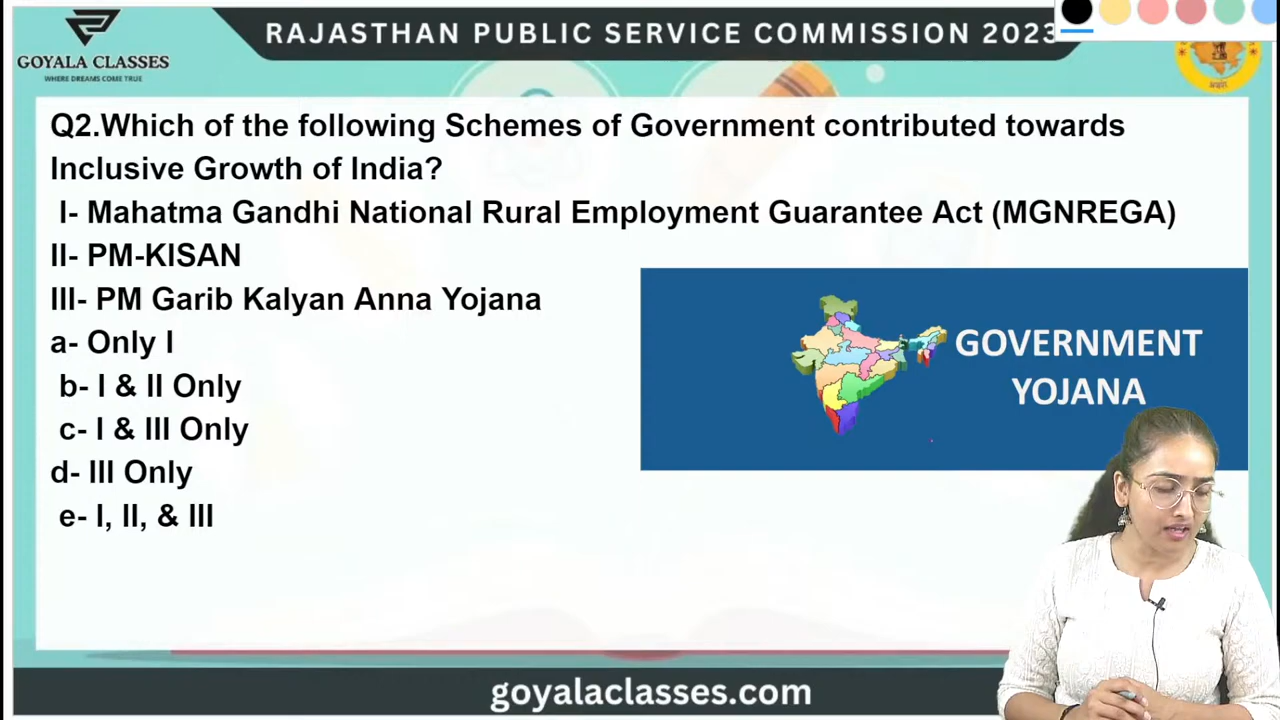 GOYALA CLASSES
WHERE DREAMS COME TRUE
RAJASTHAN PUBLIC SERVICE COMMISSION 2023
Q2.Which of the following Schemes of Government contributed towards
Inclusive Growth of India?
I- Mahatma Gandhi National Rural Employment Guarantee Act (MGNREGA)
II- PM-KISAN
III- PM Garib Kalyan Anna Yojana
a- Only I
b- I & II Only
c- I & III Only
d- III Only
e- I, II, & III
GOVERNMENT
YOJANA
goyalaclasses.com